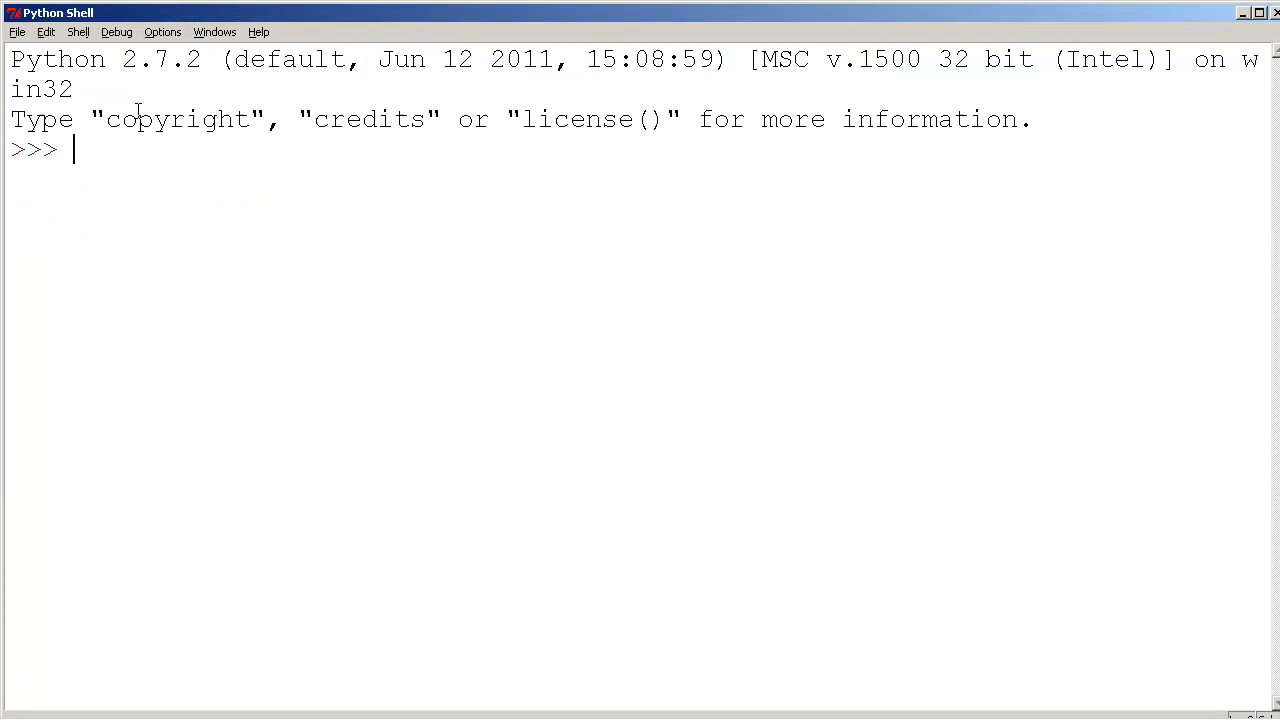 Python Shell
File Edit Shell Debug Options Windows Help
Python 2.7.2 (default, Jun 12 2011, 15:08:59) [MSC v.1500 32 bit (Intel)] on w
in32
Type "copyright", "credits" or "license()" for more information.
>>>